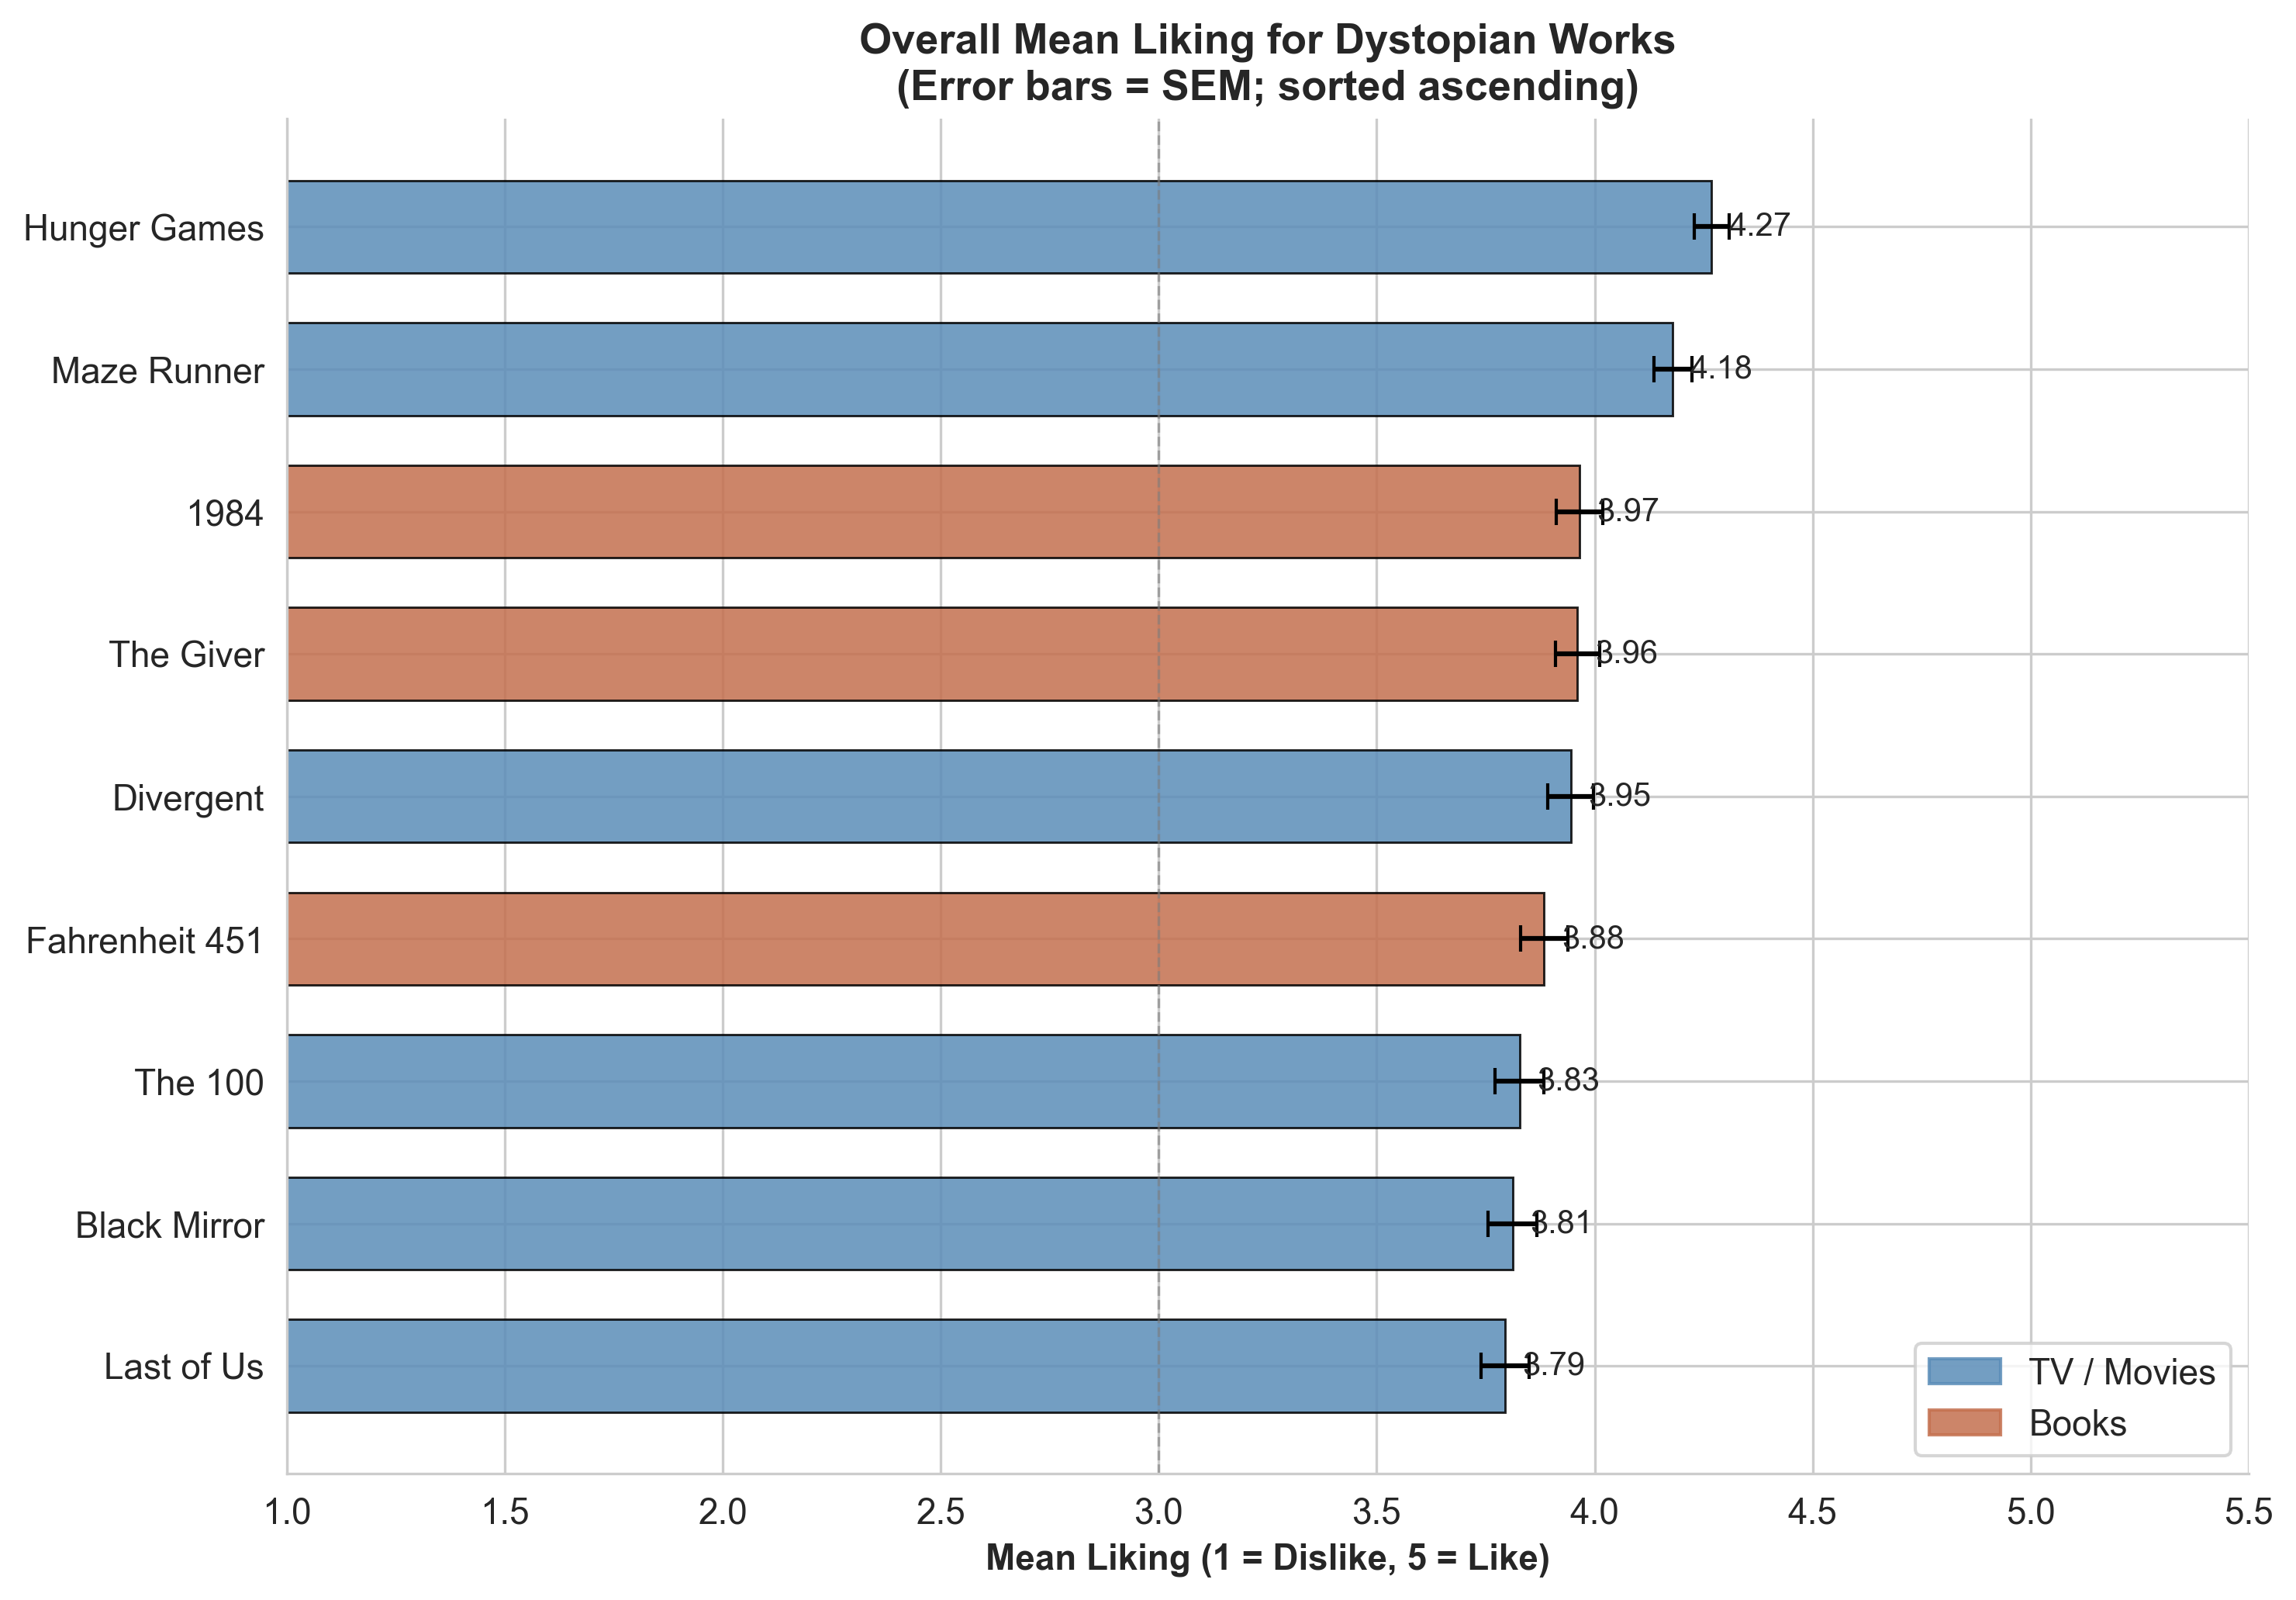 Overall Mean Liking for Dystopian Works
(Error bars = SEM; sorted ascending)
Hunger Games
4.27
Maze Runner
4.18
1984
3.97
The Giver
3.96
Divergent
3.95
Fahrenheit 451
3.88
The 100
3.83
Black Mirror
3.81
Last of Us
3.79
TV / Movies
Books
1.0 1.5 2.0 2.5 3.0 3.5 4.0 4.5 5.0 5.5
Mean Liking (1 = Dislike, 5 = Like)